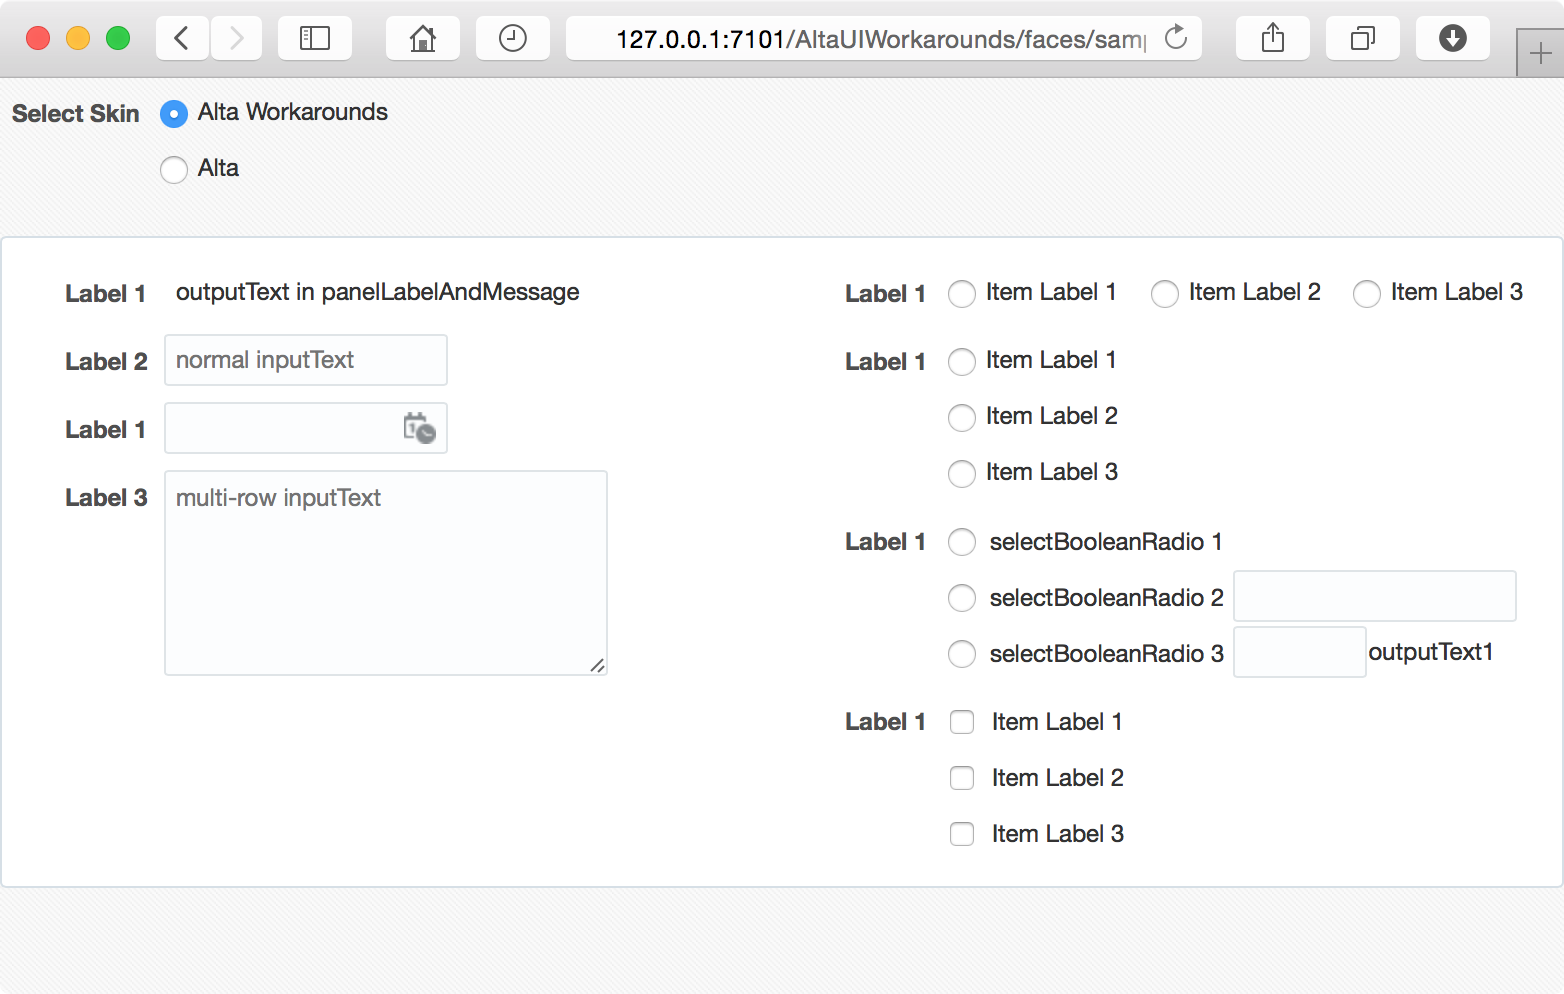 127.0.0.1:7101/AltaUIWorkarounds/faces/sam
Select Skin Alta Workarounds
Alta
Label 1 outputText in panelLabelAndMessage
Label 2 normal inputText
Label 1
Label 3 multi-row inputText
Label 1 Item Label 1 Item Label 2 Item Label 3
Label 1 Item Label 1
Item Label 2
Item Label 3
Label 1 selectBooleanRadio 1
selectBooleanRadio 2
selectBooleanRadio 3 outputText1
Label 1 Item Label 1
Item Label 2
Item Label 3